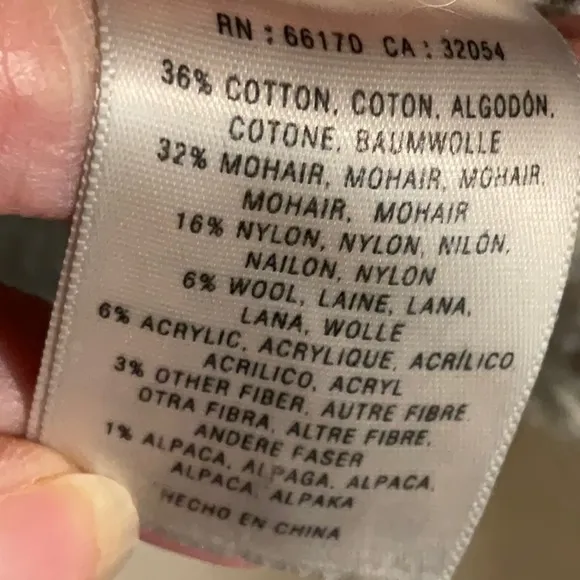 RN : 66170 CA : 32054
36% COTTON, COTON, ALGODÓN,
COTONE, BAUMWOLLE
32% MOHAIR, MOHAIR, MOHAIR,
MOHAIR, MOHAIR
16% NYLON, NYLON, NILÓN,
NAILON, NYLON
6% WOOL, LAINE, LANA,
LANA, WOLLE
6% ACRYLIC, ACRYLIQUE, ACRÍLICO
ACRILICO, ACRYL
3% OTHER FIBER, AUTRE FIBRE
OTRA FIBRA, ALTRE FIBRE,
ANDERE FASER
1% ALPACA, ALPAGA, ALPACA,
ALPACA, ALPAKA
HECHO EN CHINA